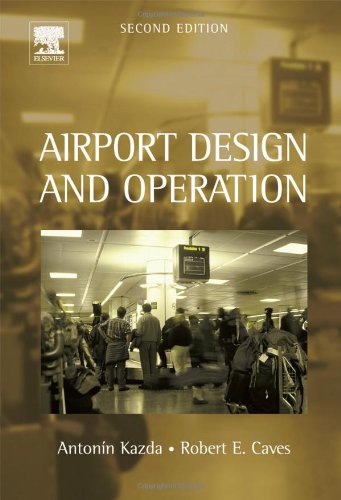 SECOND EDITION
ELSEVIER
AIRPORT DESIGN
AND OPERATION
Antonín Kazda • Robert E. Caves